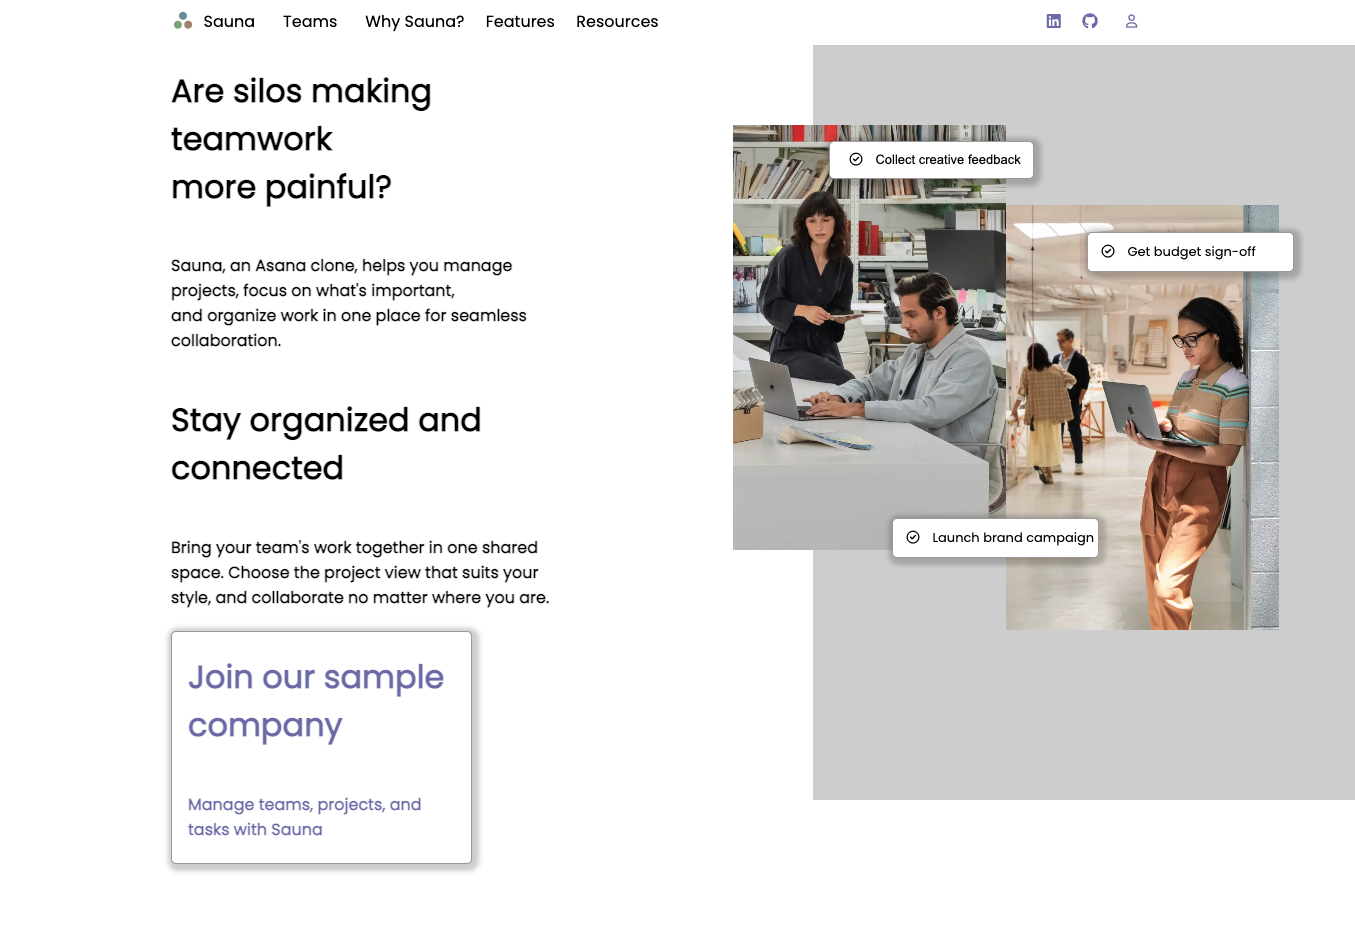 Sauna Teams Why Sauna? Features Resources
Are silos making
teamwork
more painful?
Sauna, an Asana clone, helps you manage
projects, focus on what's important,
and organize work in one place for seamless
collaboration.
Stay organized and
connected
Bring your team's work together in one shared
space. Choose the project view that suits your
style, and collaborate no matter where you are.
Join our sample
company
Manage teams, projects, and
tasks with Sauna
Collect creative feedback
Get budget sign-off
Launch brand campaign